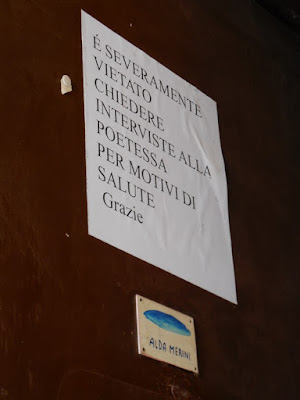 É SEVERAMENTE
VIETATO
CHIEDERE
INTERVISTE ALLA
POETESSA
PER MOTIVI DI
SALUTE
Grazie
ALDA MERINI